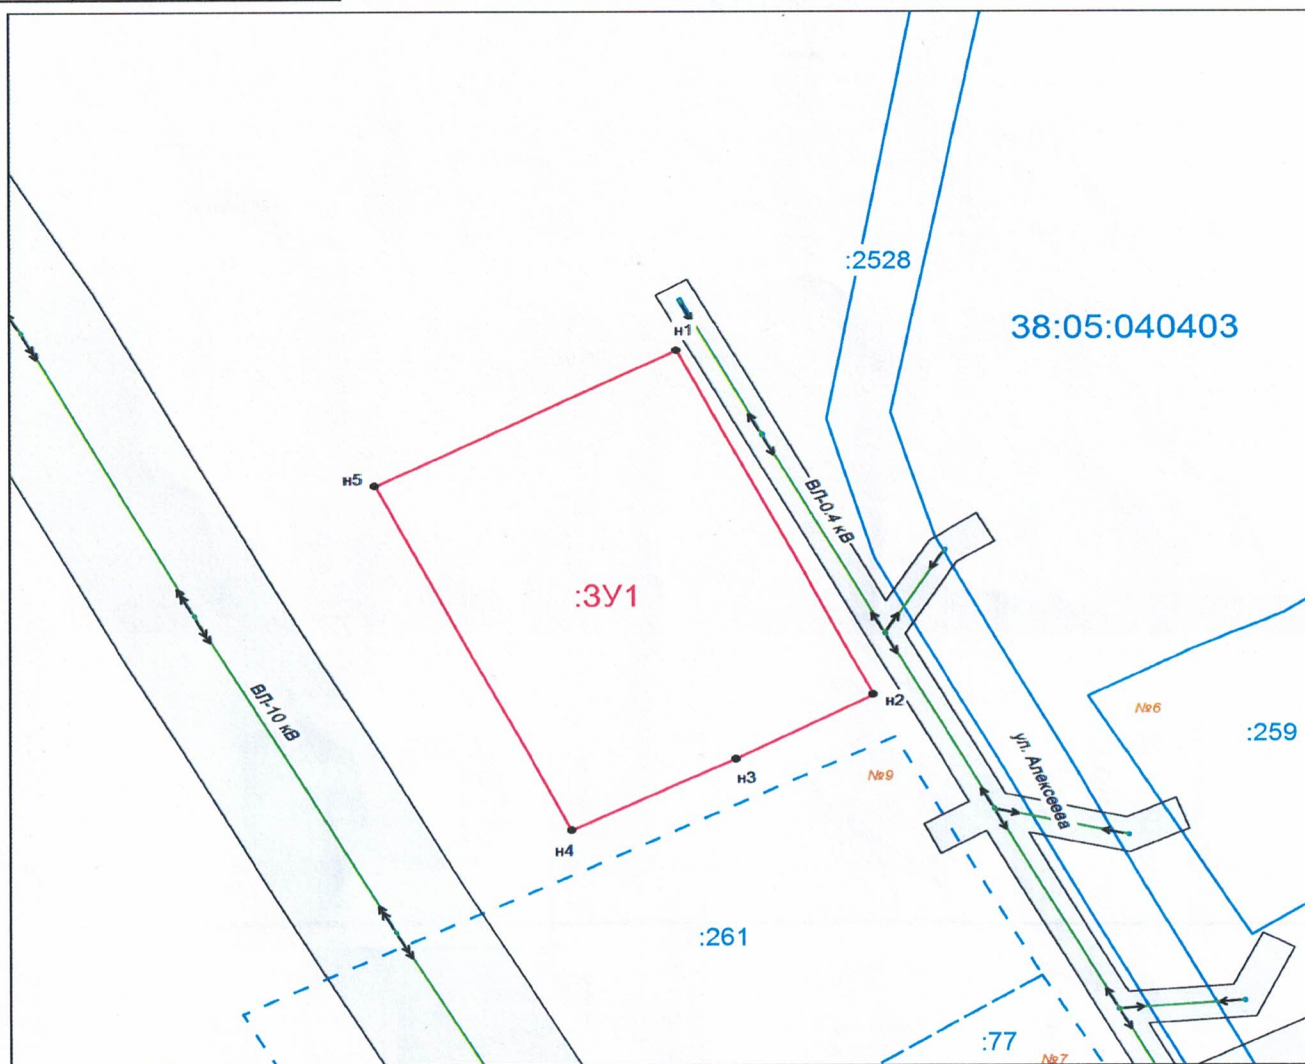 :2528
38:05:040403
н1
н5
ВЛ-0.4 кВ
:ЗУ1
ВЛ-10 кВ
н2
№6
:259
ул. Алексеева
н3
№9
н4
:261
:77
№7